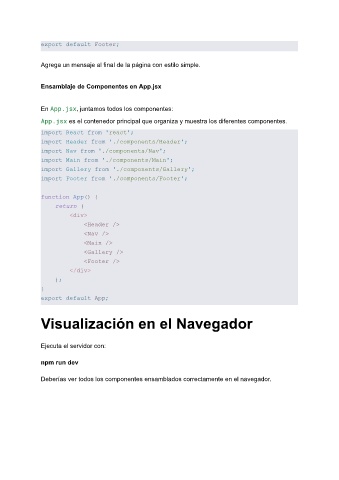 export default Footer;
Agrega un mensaje al final de la página con estilo simple.
Ensamblaje de Componentes en App.jsx
En App.jsx, juntamos todos los componentes:
App.jsx es el contenedor principal que organiza y muestra los diferentes componentes.
import React from 'react';
import Header from './components/Header';
import Nav from './components/Nav';
import Main from './components/Main';
import Gallery from './components/Gallery';
import Footer from './components/Footer';
function App() {
return (
<div>
<Header />
<Nav />
<Main />
<Gallery />
<Footer />
</div>
);
}
export default App;
Visualización en el Navegador
Ejecuta el servidor con:
npm run dev
Deberías ver todos los componentes ensamblados correctamente en el navegador.